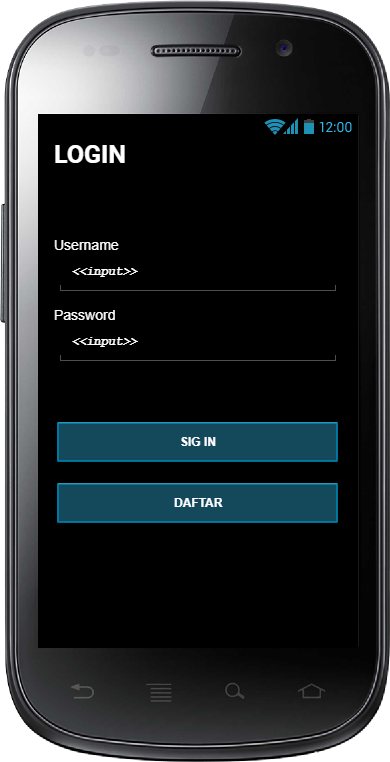 12:00
LOGIN
Username
<<input>>
Password
<<input>>
SIG IN
DAFTAR